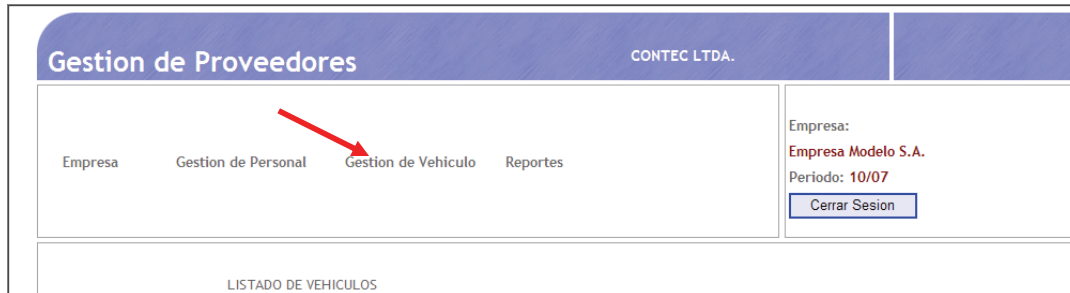 Gestion de Proveedores
CONTEC LTDA.
Empresa
Gestion de Personal
Gestion de Vehiculo
Reportes
Empresa:
Empresa Modelo S.A.
Periodo: 10/07
Cerrar Sesion
LISTADO DE VEHICULOS